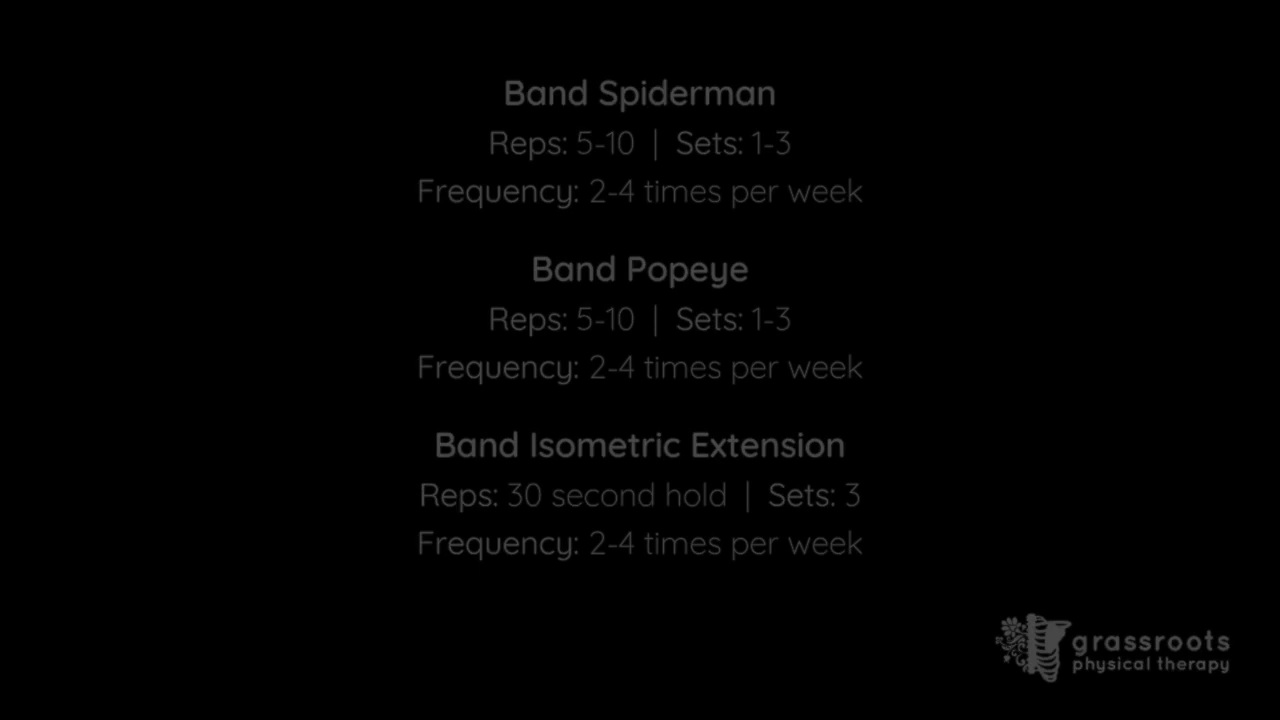 Band Spiderman
Reps: 5-10 | Sets: 1-3
Frequency: 2-4 times per week
Band Popeye
Reps: 5-10 | Sets: 1-3
Frequency: 2-4 times per week
Band Isometric Extension
Reps: 30 second hold | Sets: 3
Frequency: 2-4 times per week
grassroots
physical therapy